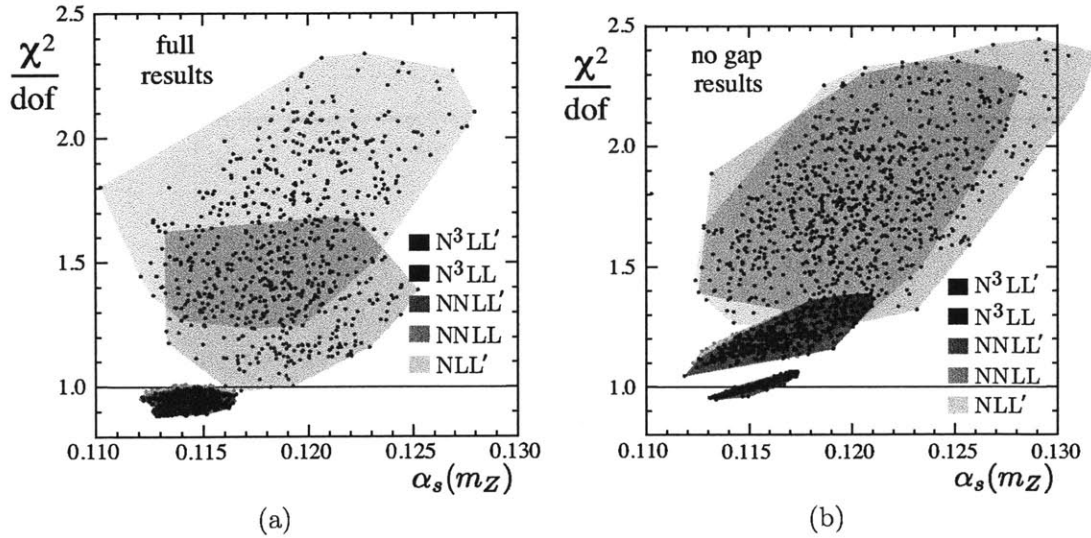 2.5
2.0
1.5
1.0
χ²
dof
full
results
N³LL′
N³LL
NNLL′
NNLL
NLL′
0.110
0.115
0.120
0.125
0.130
αs(mZ)
(a)
2.5
2.0
1.5
1.0
χ²
dof
no gap
results
N³LL′
N³LL
NNLL′
NNLL
NLL′
0.110
0.115
0.120
0.125
0.130
αs(mZ)
(b)